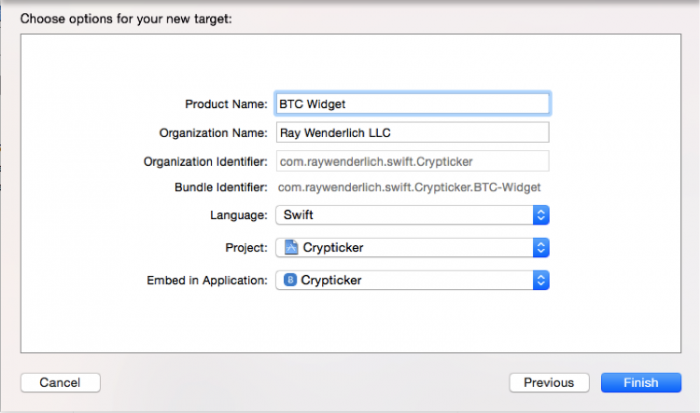 Choose options for your new target:
Product Name: BTC Widget
Organization Name: Ray Wenderlich LLC
Organization Identifier: com.raywenderlich.swift.Crypticker
Bundle Identifier: com.raywenderlich.swift.Crypticker.BTC-Widget
Language: Swift
Project: Crypticker
Embed in Application: Crypticker
Cancel Previous Finish